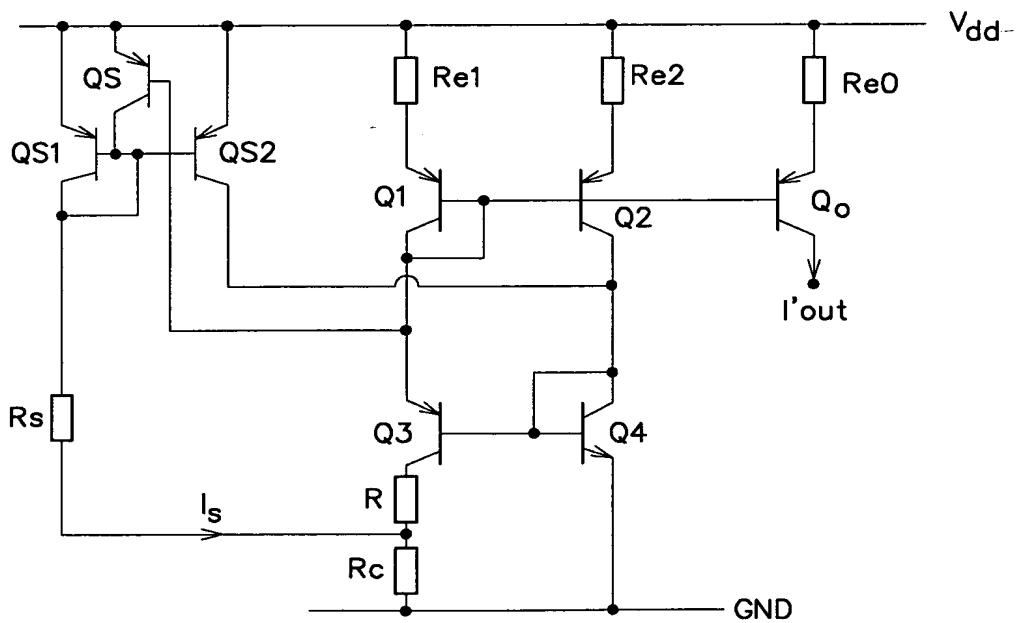 Vdd
QS
Re1
Re2
Re0
QS1
QS2
Q1
Q2
Qo
I'out
Rs
Q3
Q4
R
Is
Rc
GND